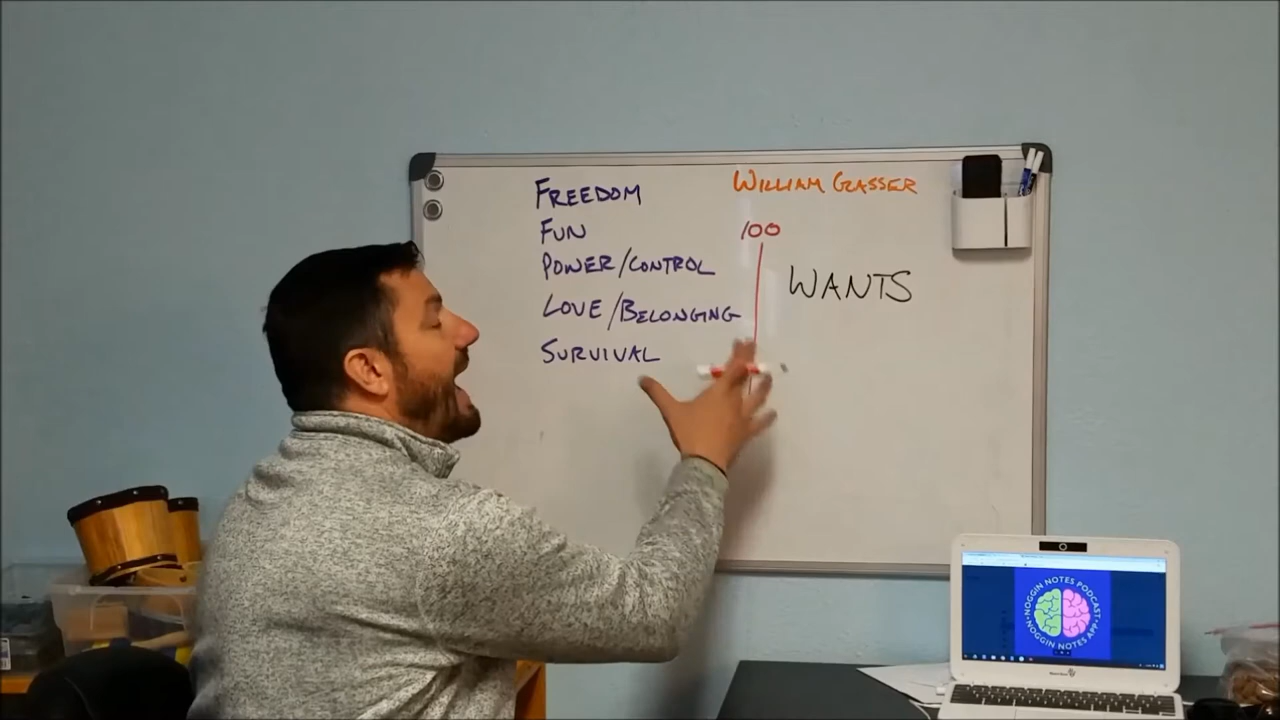 FREEDOM
FUN
POWER/CONTROL
LOVE/BELONGING
SURVIVAL
WILLIAM GLASSER
100
WANTS
NOGGIN NOTES PODCAST
NOGGIN NOTES APP